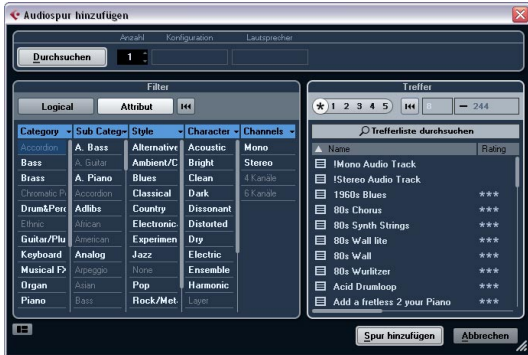 Audiospur hinzufügen
Anzahl Konfiguration Lautsprecher
Durchsuchen 1
Filter
Logical Attribut
Category Sub Categ Style Character Channels
Accordion A. Bass Alternative Acoustic Mono
Bass A. Guitar Ambient/C Bright Stereo
Brass A. Piano Blues Clean 4 Kanäle
Chromatic P Accordion Classical Dark 6 Kanäle
Drum&Perc Adlibs Country Dissonant
Ethnic African Electronic Distorted
Guitar/Plu American Experimen Dry
Keyboard Analog Jazz Electric
Musical FX Arpeggio None Ensemble
Organ Asian Pop Harmonic
Piano Bass Rock/Met Layer
Treffer
* 1 2 3 4 5 0 244
Trefferliste durchsuchen
Name Rating
!Mono Audio Track
!Stereo Audio Track
1960s Blues ***
80s Chorus ***
80s Synth Strings ***
80s Wall lite ***
80s Wall ***
80s Wurlitzer ***
Acid Drumloop ***
Add a fretless 2 your Piano ***
Spur hinzufügen Abbrechen